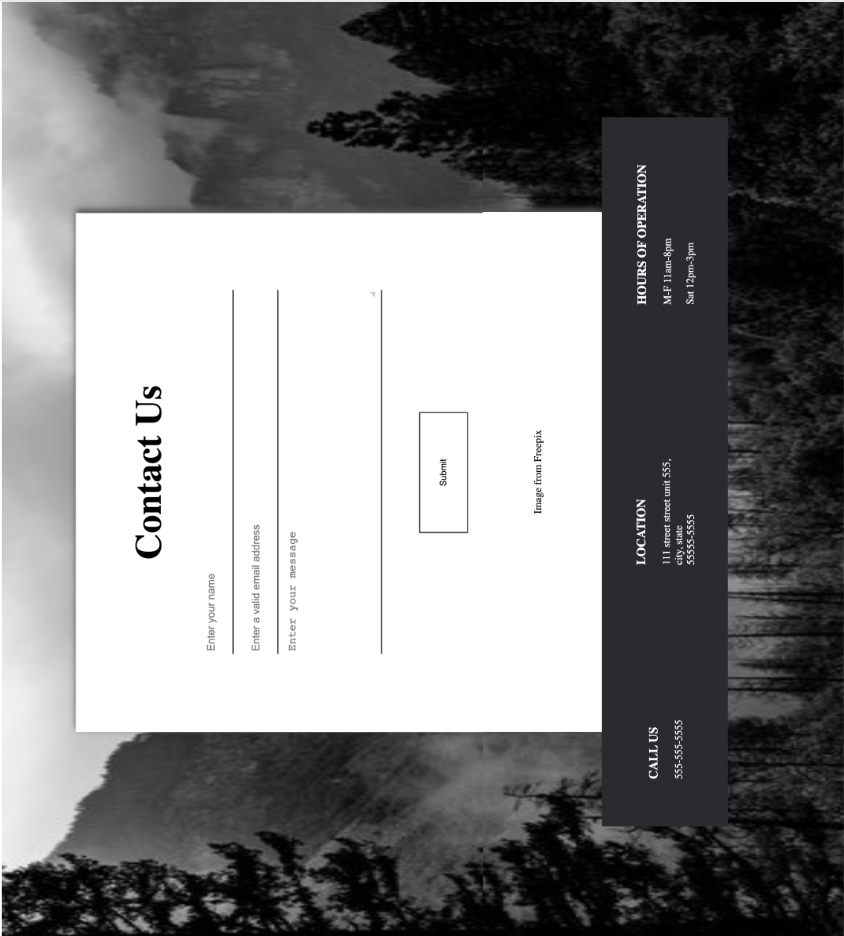 Contact Us
Enter your name
Enter a valid email address
Enter your message
Submit
Image from Freepix
CALL US
555-555-5555
LOCATION
111 street street unit 555,
city, state
55555-5555
HOURS OF OPERATION
M-F 11am-8pm
Sat 12pm-3pm